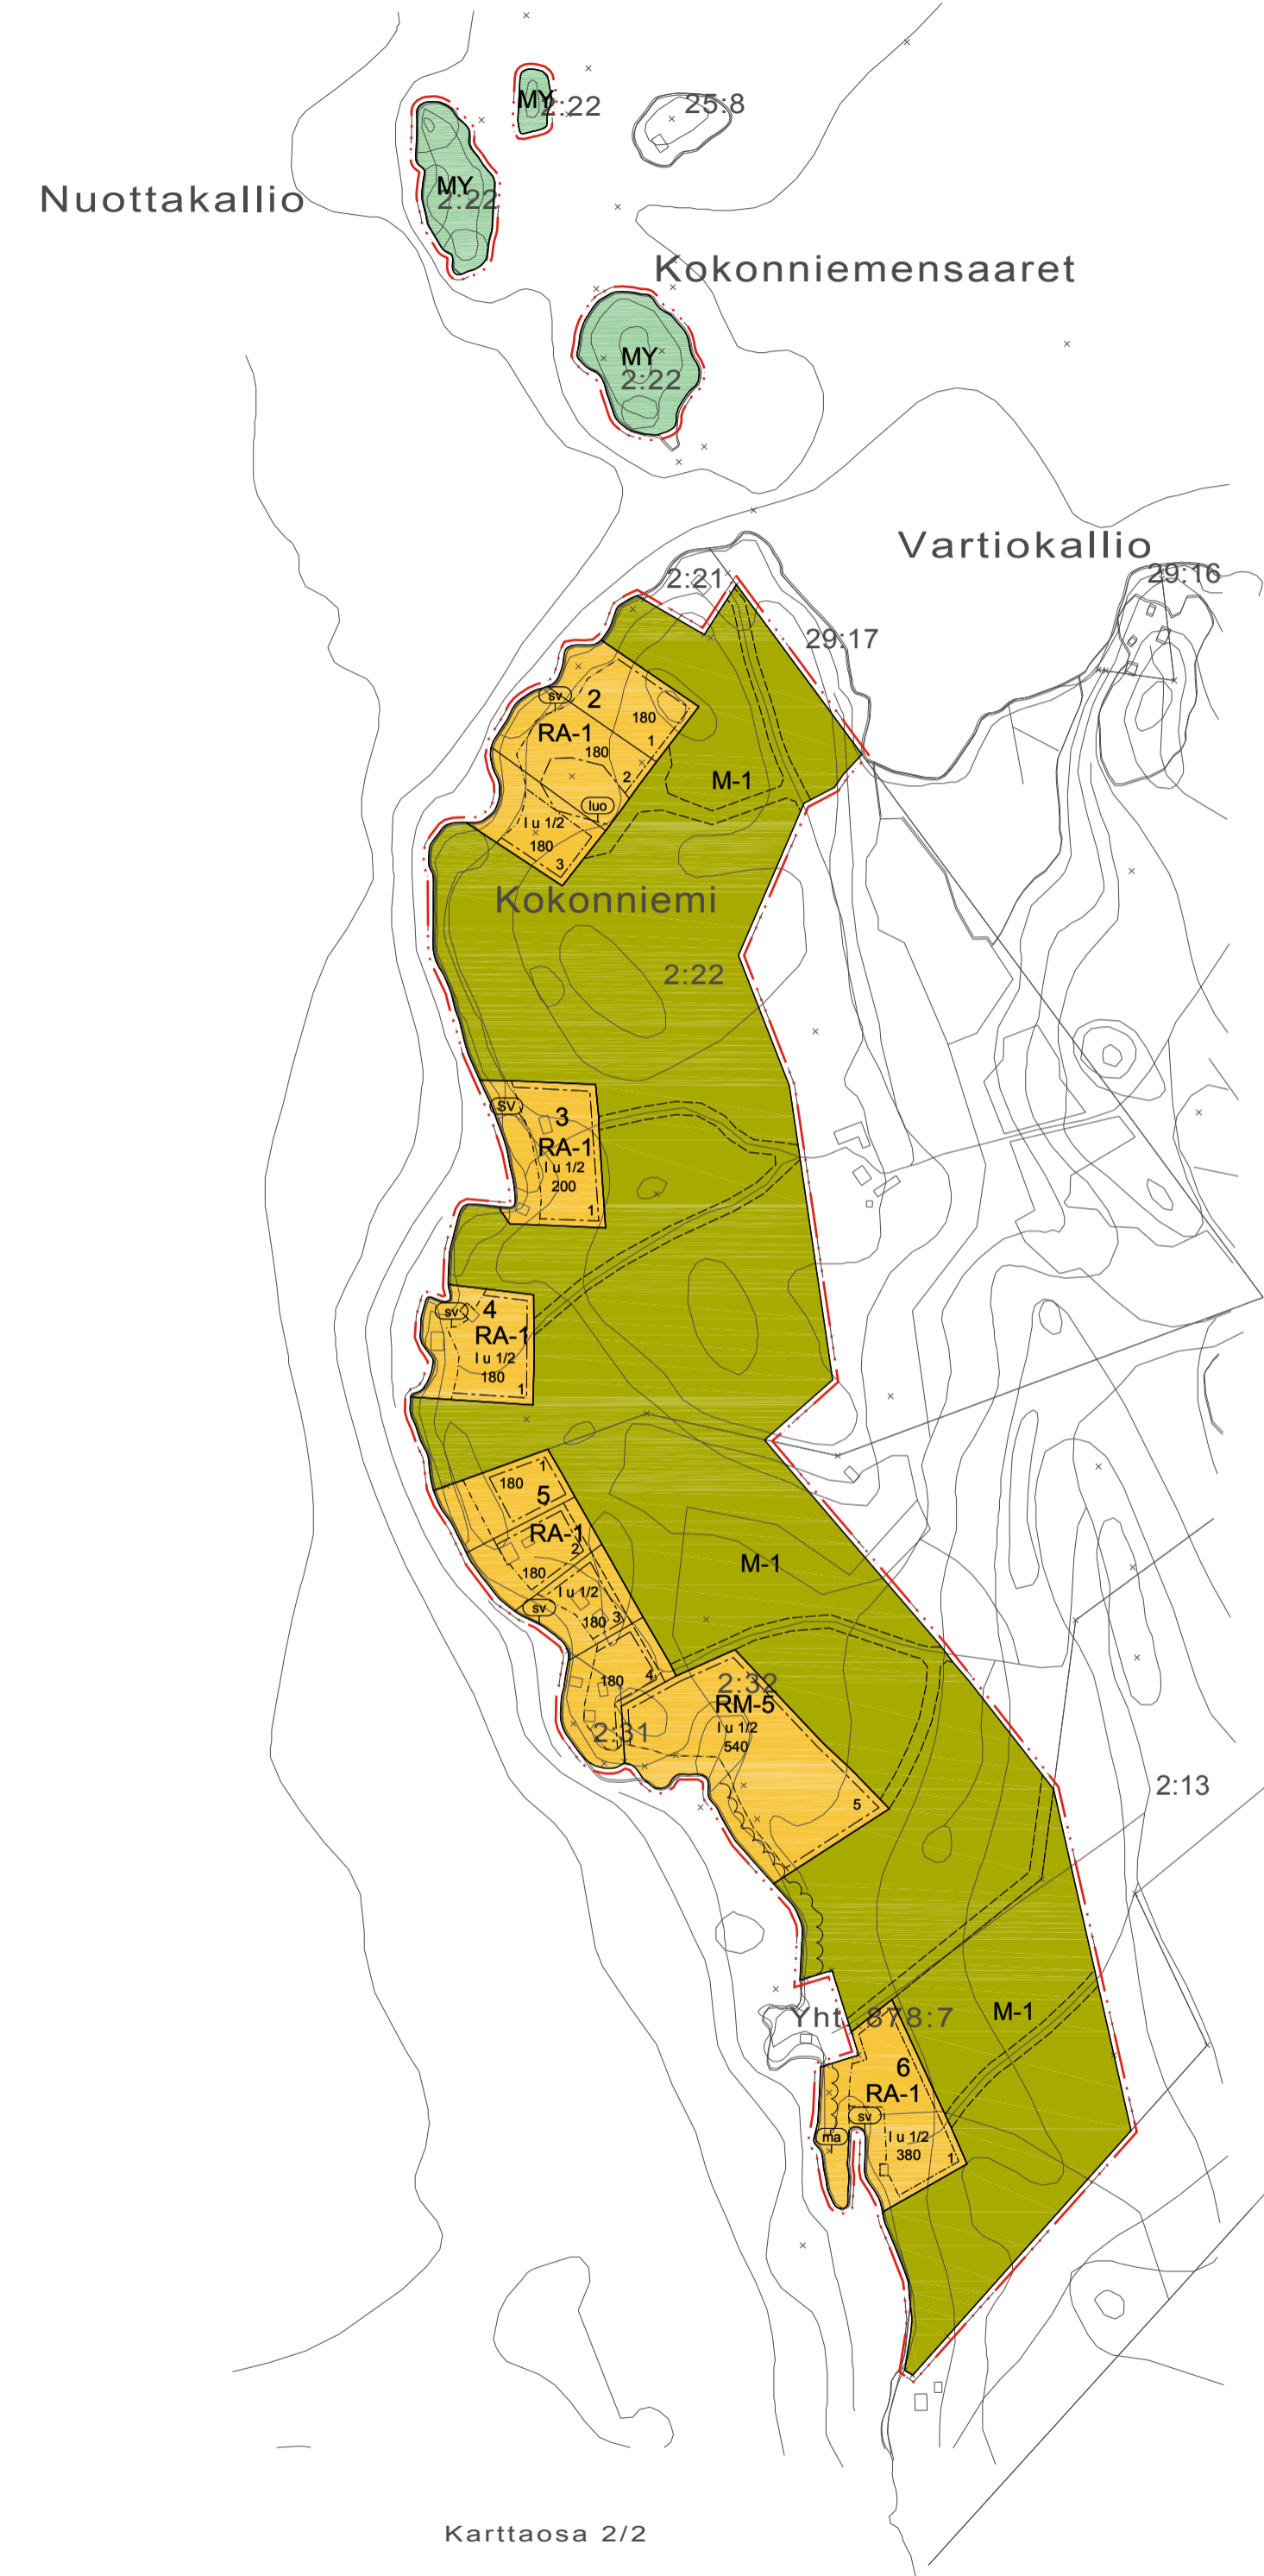 MY
2:22
25:8
Nuottakallio
MY
2:22
Kokonniemensaaret
MY
2:22
Vartiokallio
2:21
29:16
29:17
sv
2
180
RA-1
180
1
2
M-1
luo
I u 1/2
180
3
Kokonniemi
2:22
SV
3
RA-1
I u 1/2
200
1
sv
4
RA-1
I u 1/2
180
1
1
180
5
RA-1
2
180
I u 1/2
sv
180
3
M-1
180
4
2:32
RM-5
I u 1/2
540
2:31
5
2:13
Yht. 878:7
M-1
6
RA-1
sv
ma
I u 1/2
380
1
Karttaosa 2/2